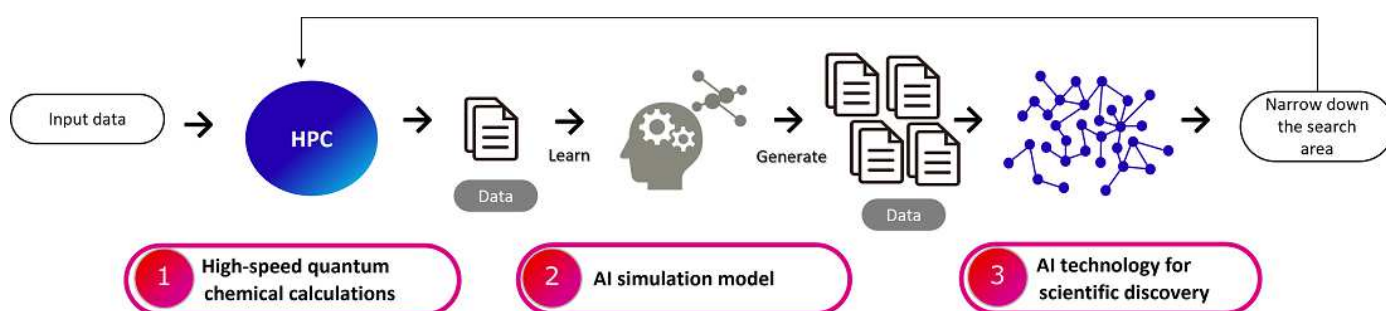 Input data
HPC
Data
Learn
Generate
Data
Narrow down
the search
area
1
High-speed quantum
chemical calculations
2
AI simulation model
3
AI technology for
scientific discovery